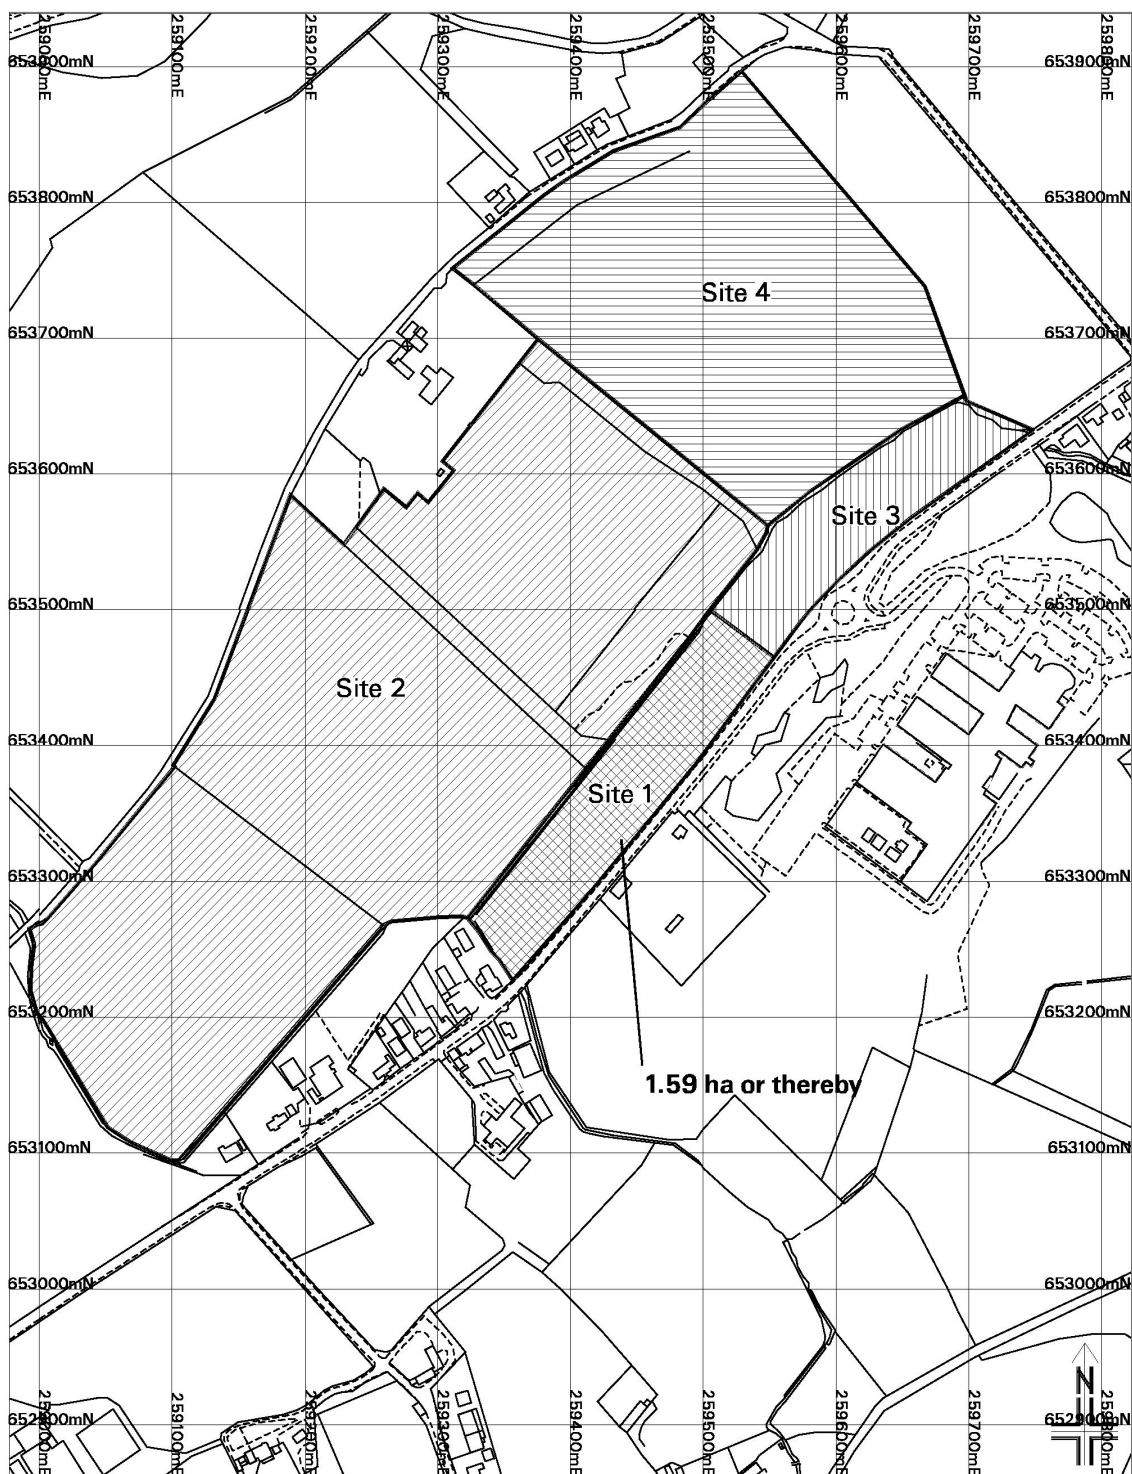 259000mE
259100mE
259200mE
259300mE
259400mE
259500mE
259600mE
259700mE
259800mE
653900mN
653900mN
653800mN
653800mN
Site 4
653700mN
653700mN
653600mN
653600mN
Site 3
653500mN
653500mN
Site 2
653400mN
653400mN
Site 1
653300mN
653300mN
653200mN
653200mN
1.59 ha or thereby
653100mN
653100mN
653000mN
653000mN
N
652900mN
652900mN
259000mE
259100mE
259200mE
259300mE
259400mE
259500mE
259600mE
259700mE
259800mE